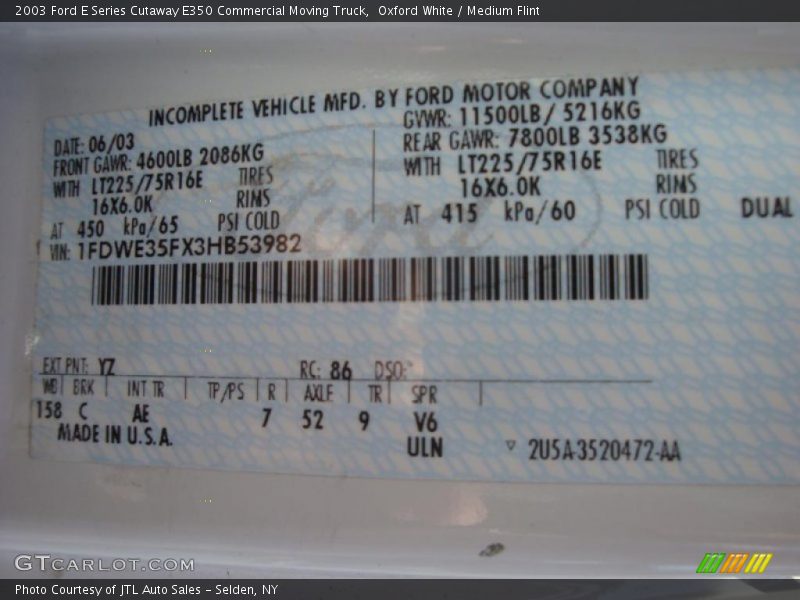 2003 Ford E Series Cutaway E350 Commercial Moving Truck,  Oxford White / Medium Flint
INCOMPLETE VEHICLE MFD. BY FORD MOTOR COMPANY
DATE: 06/03 GVWR: 11500LB/ 5216KG
FRONT GAWR: 4600LB 2086KG REAR GAWR: 7800LB 3538KG
WITH LT225/75R16E TIRES WITH LT225/75R16E TIRES
16X6.0K RIMS 16X6.0K RIMS
AT 450 kPa/65 PSI COLD AT 415 kPa/60 PSI COLD DUAL
VIN: 1FDWE35FX3HB53982
Ford
EXT PNT: YZ RC: 86 DSO:
WB BRK INT TR TP/PS R AXLE TR SPR
158 C AE 7 52 9 V6
MADE IN U.S.A. ULN
▽ 2U5A-3520472-AA
GTCARLOT.COM
Photo Courtesy of JTL Auto Sales - Selden, NY